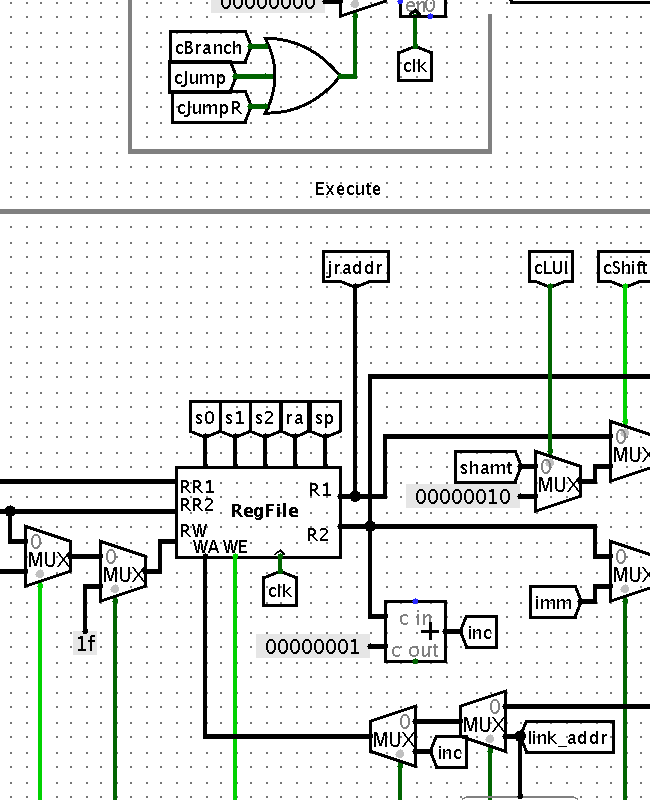 00000000
en0
cBranch
cJump
cJumpR
clk
Execute
jraddr
cLUI
cShift
s0 s1 s2 ra sp
RR1
RR2
RW
WA WE
RegFile
R1
R2
shamt
00000010
0
MUX
0
MUX
0
MUX
0
MUX
1f
clk
0
MUX
imm
c in
+
c out
inc
00000001
0
MUX
inc
0
MUX
link_addr